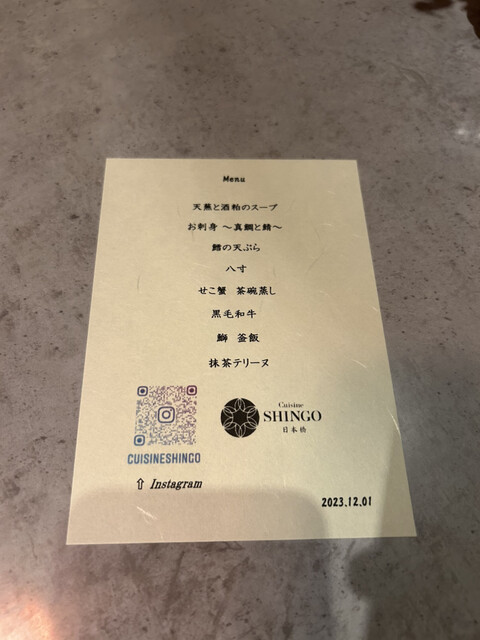 Menu
天蕪と酒粕のスープ
お刺身 ～真鯛と鯖～
鱈の天ぷら
八寸
せこ蟹 茶碗蒸し
黒毛和牛
鰤 釜飯
抹茶テリーヌ
CUISINESHINGO
⇧ Instagram
Cuisine
SHINGO
日本橋
2023.12.01